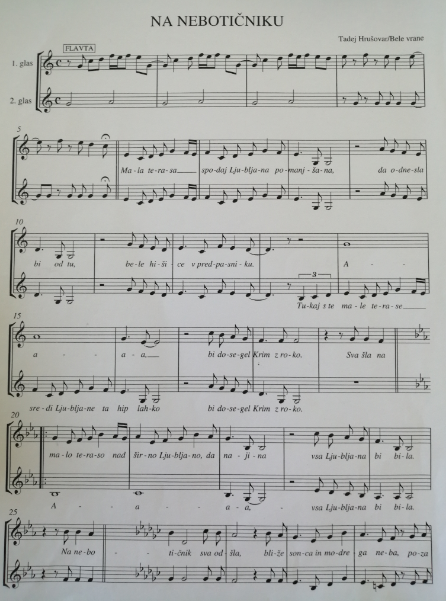 NA NEBOTIČNIKU
Tadej Hrušovar/Bele vrane
FLAVTA
1. glas
2. glas
5
Ma-la te-ra-sa spo-daj Lju-blja-na po-manj-ša-na, da o-dne-sla
10
bi od tu, be-le hi-ši-ce v pred-pas-ni-ku. A -
3
Tu-kaj s te ma-le te-ra-se
15
a - a - a, bi do-se-gel Krim z ro-ko. Sva šla na
sre-di Lju-blja-ne ta hip lah-ko bi do-se-gel Krim z ro-ko.
20
ma-lo te-ra-so nad šir-no Lju-blja-no, da na-ji-na vsa Lju-blja-na bi bi-la.
A - a - a - a, vsa Lju-blja-na bi bi-la.
25
Na ne-bo - tič-nik sva od-šla, bli-že son-ca in mo-dre ga ne-ba, po-za